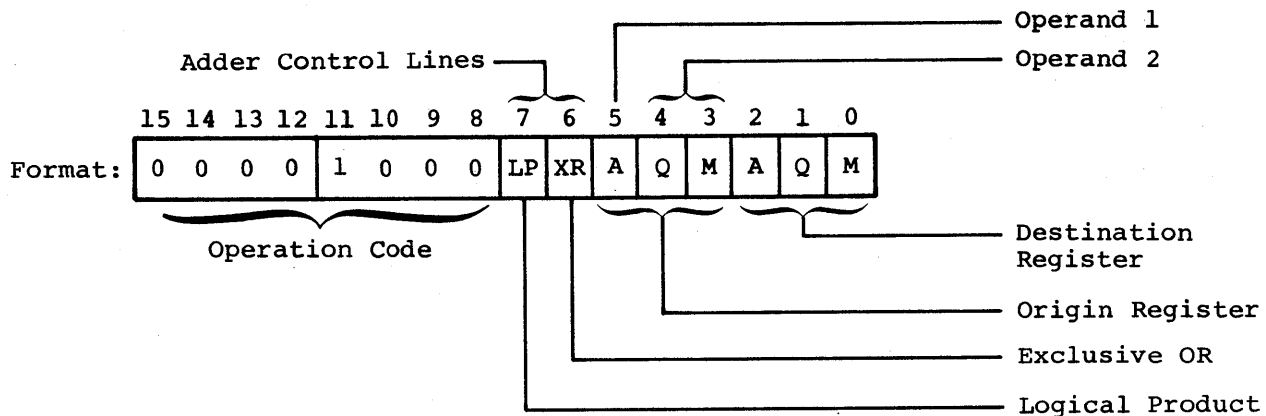 Operand 1
Adder Control Lines
Operand 2
15 14 13 12 11 10 9 8 7 6 5 4 3 2 1 0
Format: 0 0 0 0 1 0 0 0 LP XR A Q M A Q M
Operation Code
Destination
Register
Origin Register
Exclusive OR
Logical Product